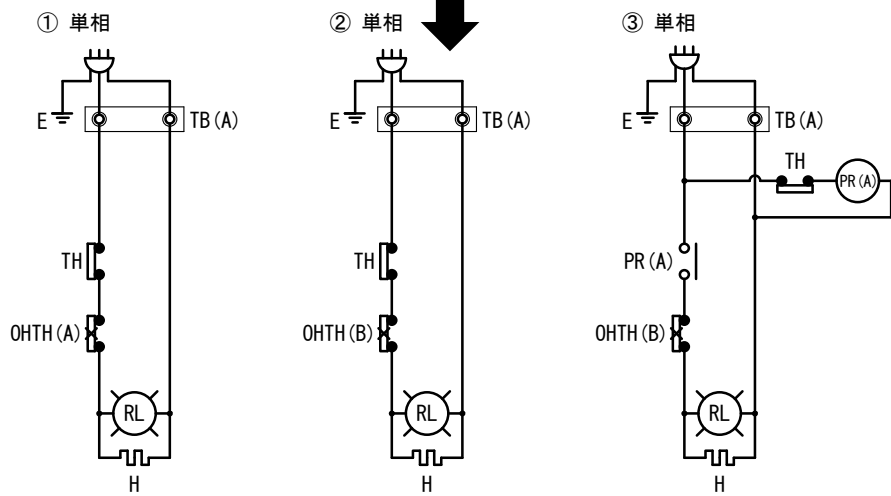 ① 単相
② 単相
③ 単相
E
TB(A)
E
TB(A)
E
TB(A)
TH
PR(A)
TH
TH
PR(A)
OHTH(A)
OHTH(B)
OHTH(B)
RL
RL
RL
H
H
H